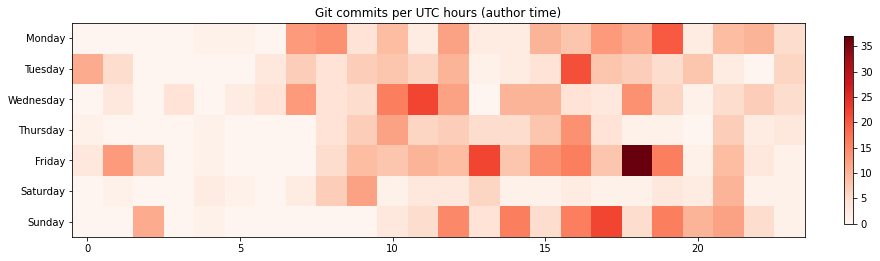 Git commits per UTC hours (author time)
Monday
Tuesday
Wednesday
Thursday
Friday
Saturday
Sunday
0 5 10 15 20
35
30
25
20
15
10
5
0